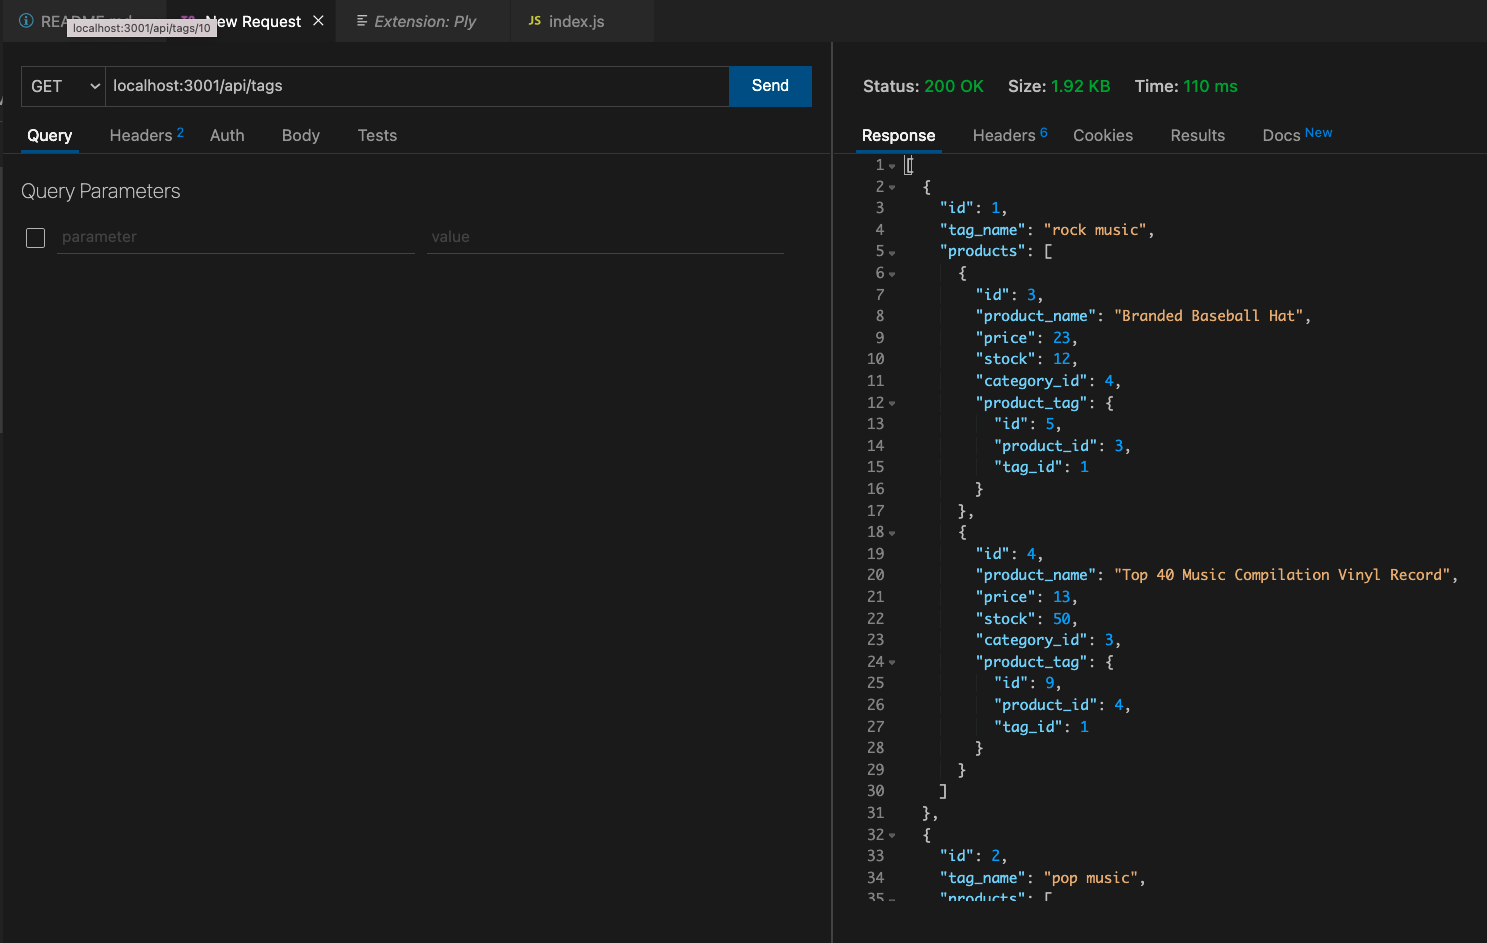 README.md
New Request
Extension: Ply
JS index.js
localhost:3001/api/tags/10
GET localhost:3001/api/tags Send
Query Headers 2 Auth Body Tests
Query Parameters
parameter value
Status: 200 OK Size: 1.92 KB Time: 110 ms
Response Headers 6 Cookies Results Docs New
1 [
2 {
3 "id": 1,
4 "tag_name": "rock music",
5 "products": [
6 {
7 "id": 3,
8 "product_name": "Branded Baseball Hat",
9 "price": 23,
10 "stock": 12,
11 "category_id": 4,
12 "product_tag": {
13 "id": 5,
14 "product_id": 3,
15 "tag_id": 1
16 }
17 },
18 {
19 "id": 4,
20 "product_name": "Top 40 Music Compilation Vinyl Record",
21 "price": 13,
22 "stock": 50,
23 "category_id": 3,
24 "product_tag": {
25 "id": 9,
26 "product_id": 4,
27 "tag_id": 1
28 }
29 }
30 ]
31 },
32 {
33 "id": 2,
34 "tag_name": "pop music",
35 "products": [